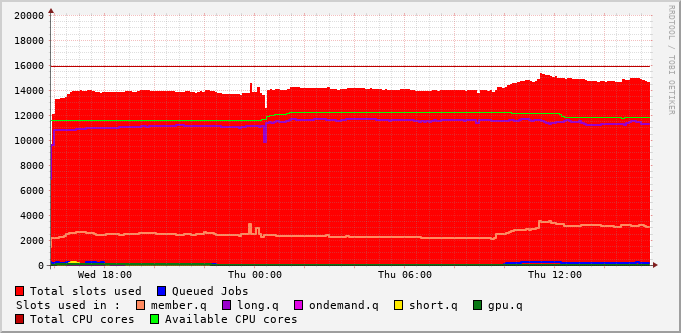 20000
18000
16000
14000
12000
10000
8000
6000
4000
2000
0
Wed 18:00 Thu 00:00 Thu 06:00 Thu 12:00
RRDTOOL / TOBI OETIKER
Total slots used Queued Jobs
Slots used in : member.q long.q ondemand.q short.q gpu.q
Total CPU cores Available CPU cores